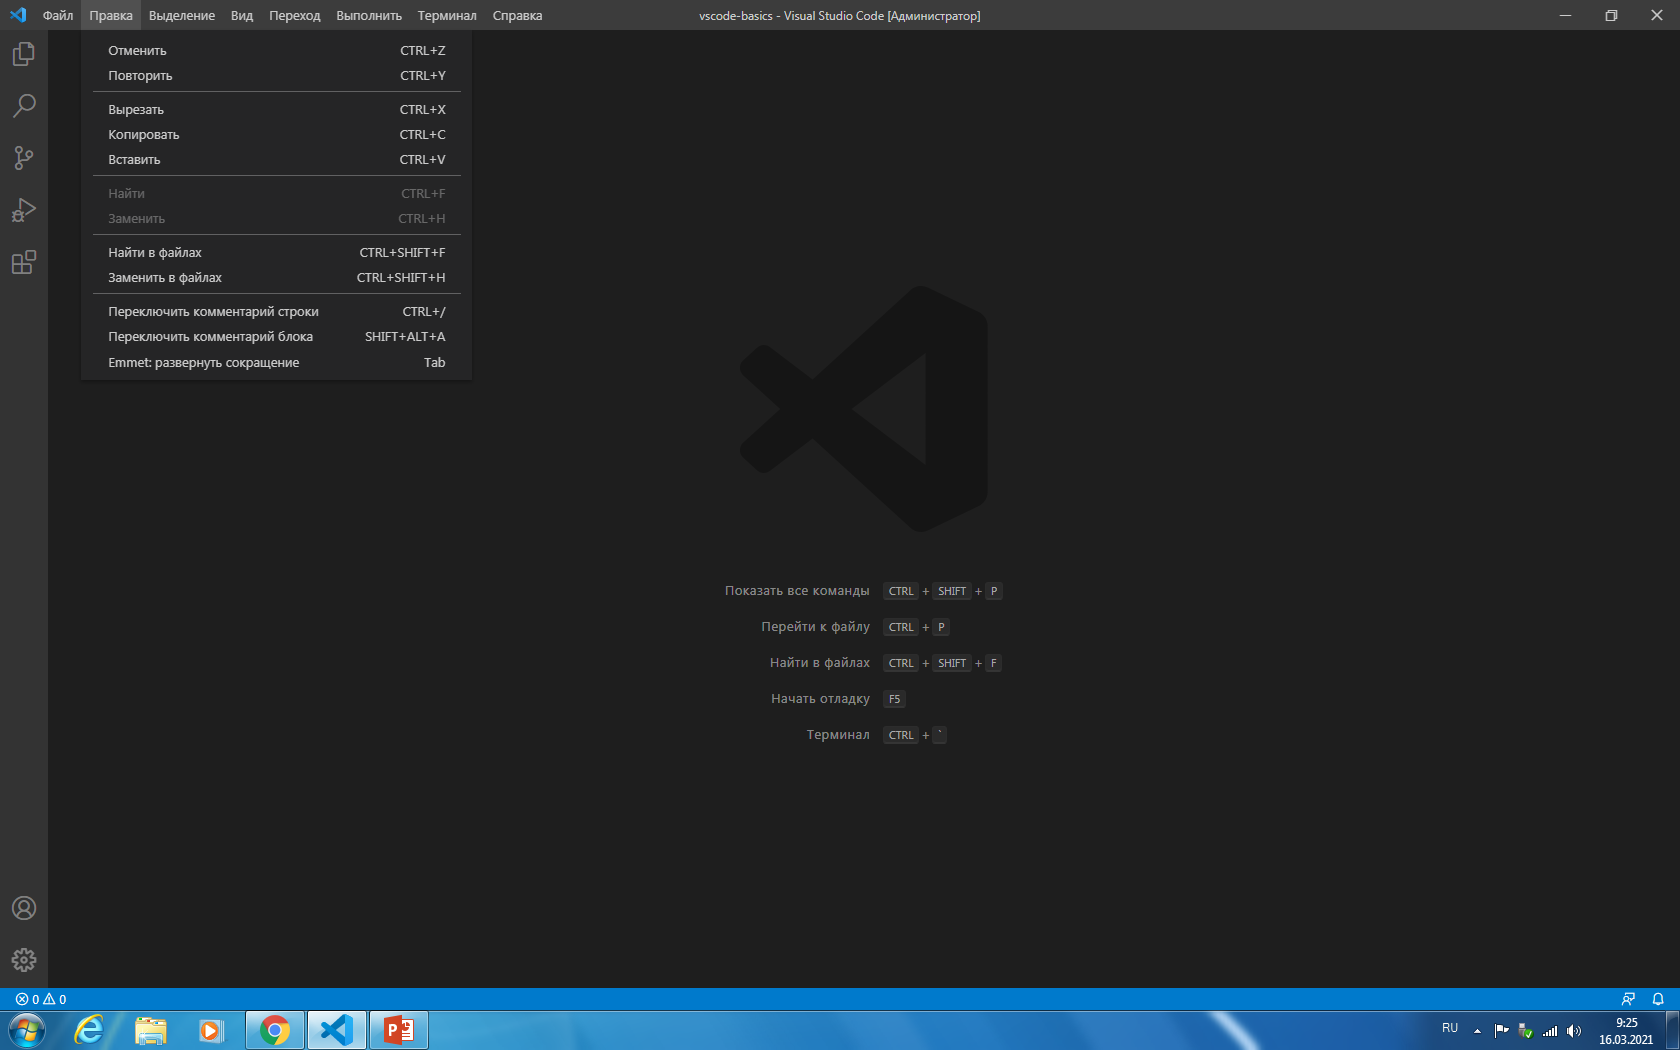 Файл Правка Выделение Вид Переход Выполнить Терминал Справка vscode-basics - Visual Studio Code [Администратор]
Отменить CTRL+Z
Повторить CTRL+Y
Вырезать CTRL+X
Копировать CTRL+C
Вставить CTRL+V
Найти CTRL+F
Заменить CTRL+H
Найти в файлах CTRL+SHIFT+F
Заменить в файлах CTRL+SHIFT+H
Переключить комментарий строки CTRL+/
Переключить комментарий блока SHIFT+ALT+A
Emmet: развернуть сокращение Tab
Показать все команды CTRL + SHIFT + P
Перейти к файлу CTRL + P
Найти в файлах CTRL + SHIFT + F
Начать отладку F5
Терминал CTRL + `
0 0
RU 9:25
16.03.2021